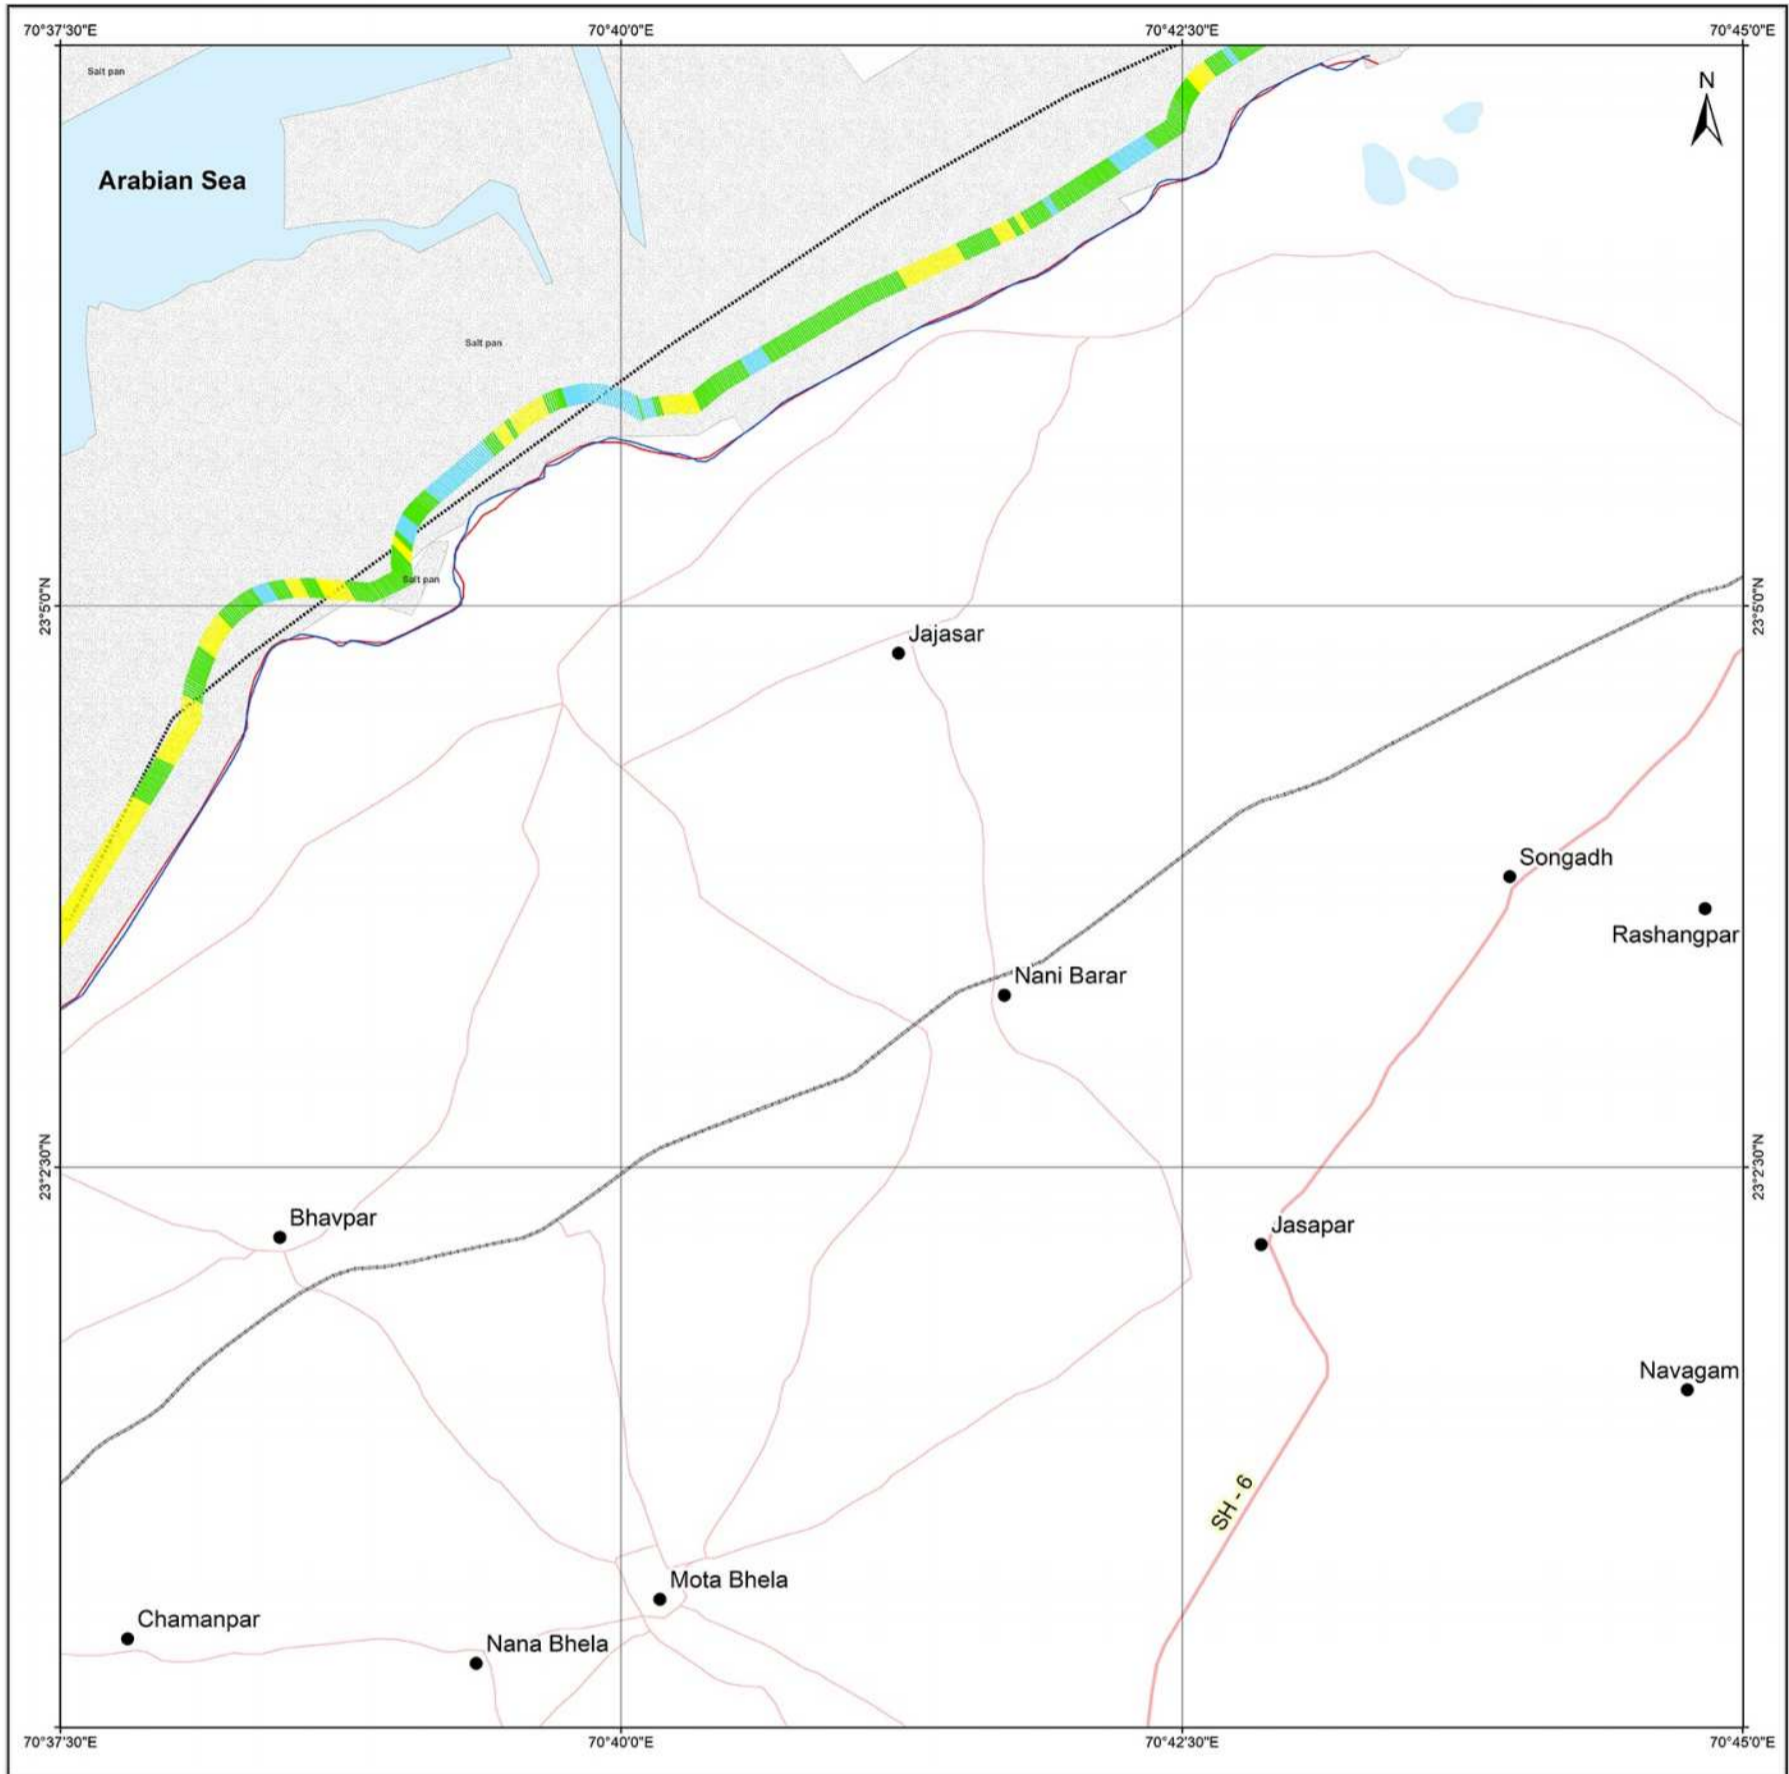 70°37'30"E
70°40'0"E
70°42'30"E
70°45'0"E
Salt pan
N
Arabian Sea
Salt pan
Salt pan
23°5'0"N
23°5'0"N
Jajasar
Songadh
Rashangpar
Nani Barar
23°2'30"N
23°2'30"N
Bhavpar
Jasapar
Navagam
SH - 6
Mota Bhela
Chamanpar
Nana Bhela
70°37'30"E
70°40'0"E
70°42'30"E
70°45'0"E